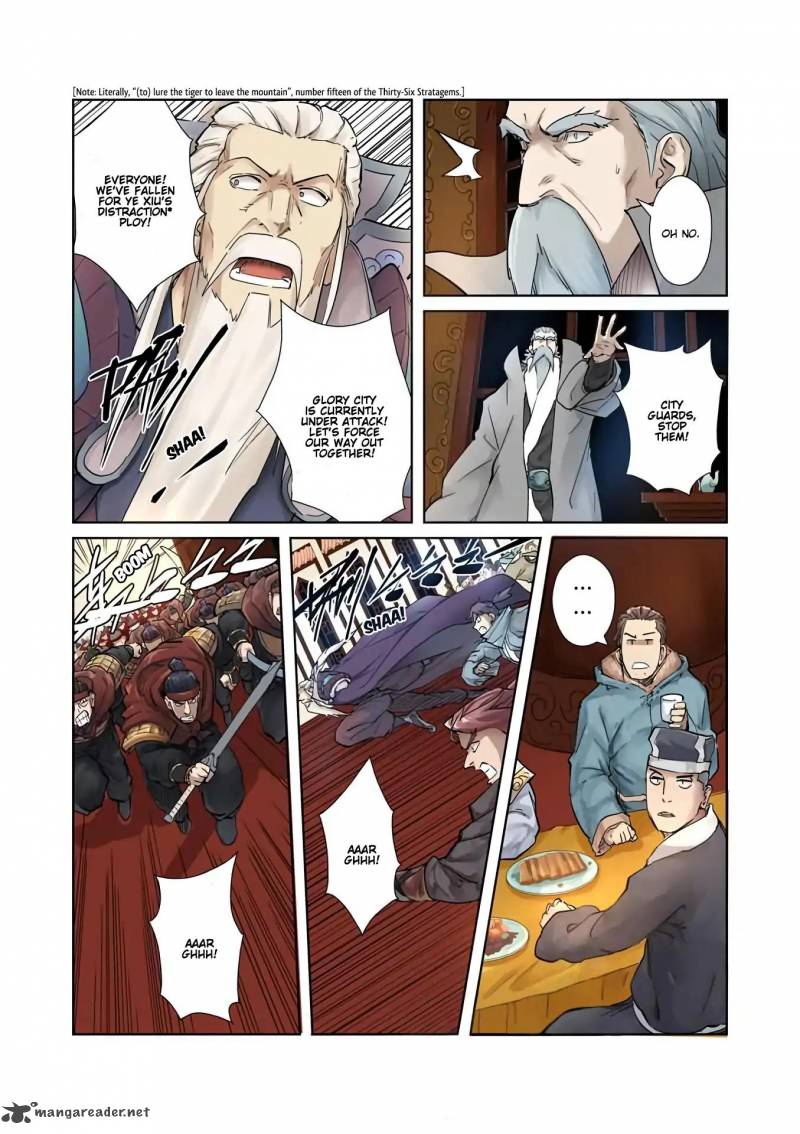 [Note: Literally, "(to) lure the tiger to leave the mountain", number fifteen of the Thirty-Six Stratagems.]
EVERYONE!
WE'VE FALLEN
FOR YE XIU'S
DISTRACTION*
PLOY!
GLORY CITY
IS CURRENTLY
UNDER ATTACK!
LET'S FORCE
OUR WAY OUT
TOGETHER!
SHAA!
OH NO.
CITY
GUARDS,
STOP
THEM!
BOOM
AAAR
GHHH!
SHAA!
AAAR
GHHH!
...
...
mangareader.net